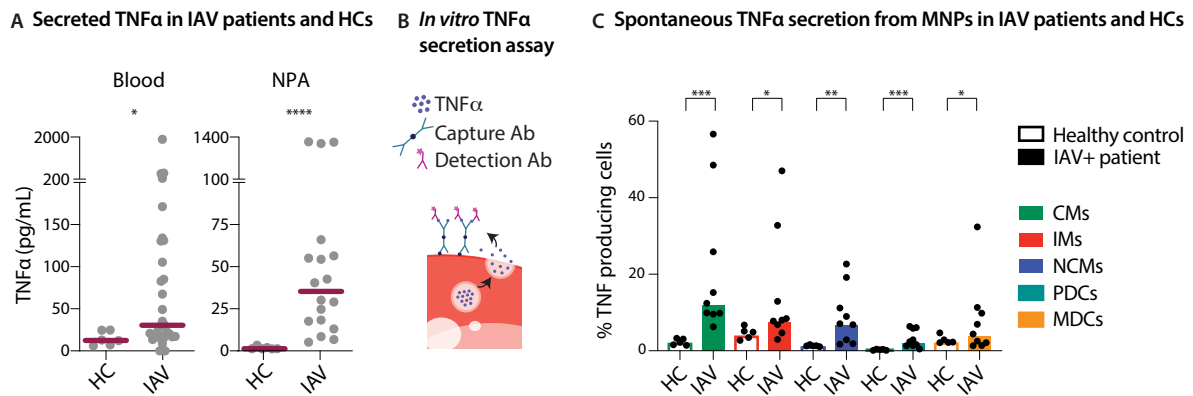 A Secreted TNFα in IAV patients and HCs
Blood
NPA
*
****
TNFα (pg/mL)
2000
200
200
150
100
50
0
1400
100
75
50
25
0
HC
IAV
HC
IAV
B In vitro TNFα
secretion assay
TNFα
Capture Ab
Detection Ab
C Spontaneous TNFα secretion from MNPs in IAV patients and HCs
***
*
**
***
*
% TNF producing cells
60
40
20
0
HC
IAV
HC
IAV
HC
IAV
HC
IAV
HC
IAV
Healthy control
IAV+ patient
CMs
IMs
NCMs
PDCs
MDCs